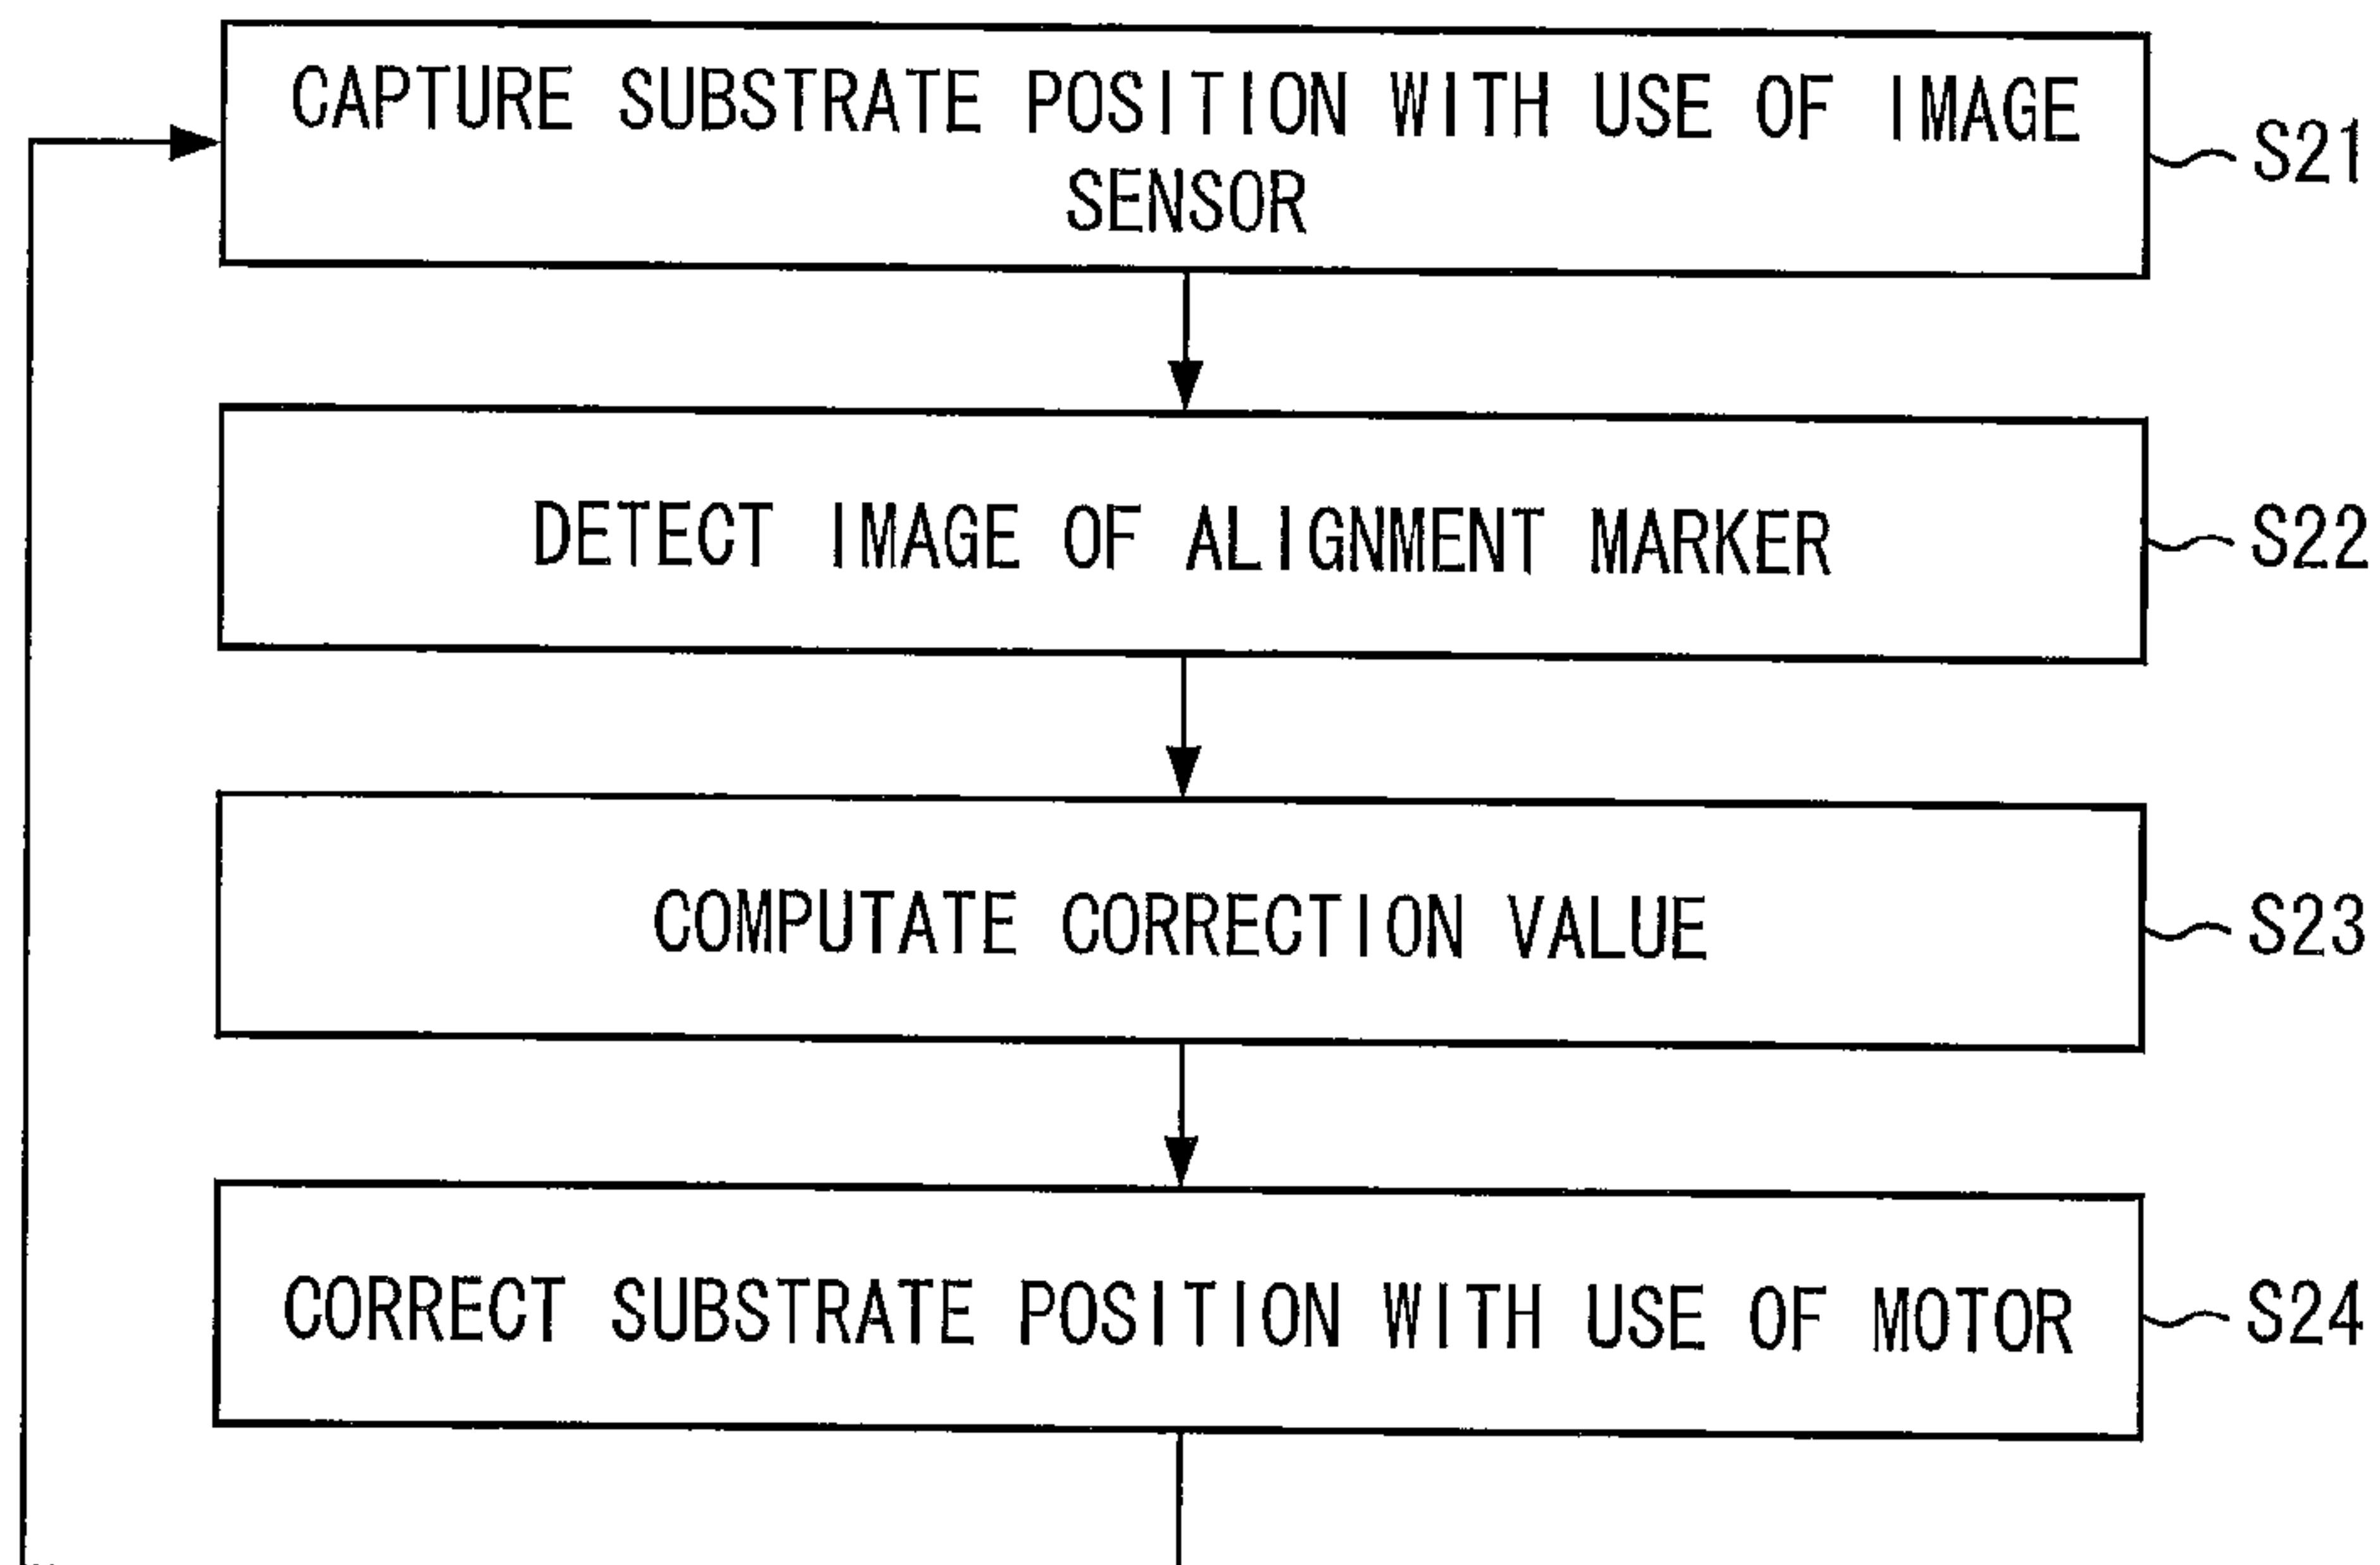 CAPTURE SUBSTRATE POSITION WITH USE OF IMAGE
SENSOR
S21
DETECT IMAGE OF ALIGNMENT MARKER
S22
COMPUTATE CORRECTION VALUE
S23
CORRECT SUBSTRATE POSITION WITH USE OF MOTOR
S24